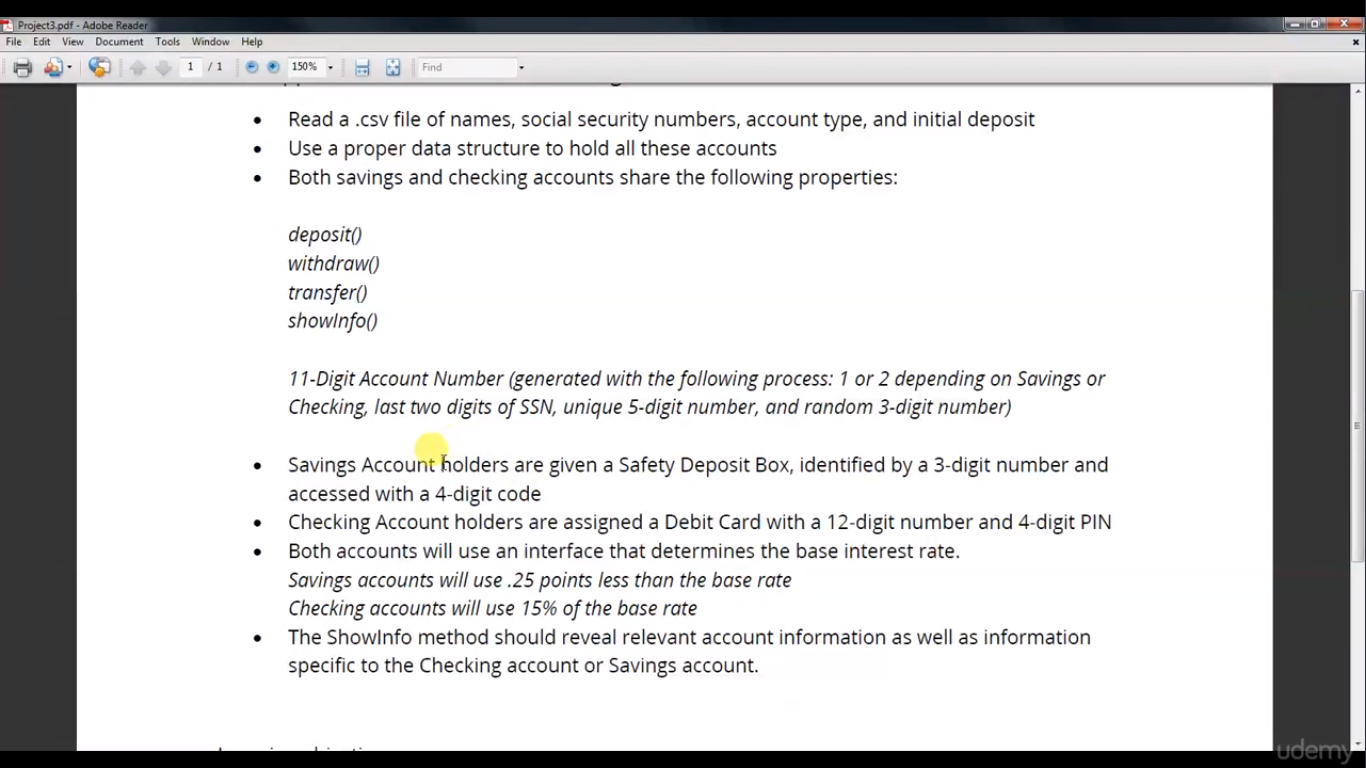 Project3.pdf - Adobe Reader
File Edit View Document Tools Window Help
1 / 1 150% Find
• Read a .csv file of names, social security numbers, account type, and initial deposit
• Use a proper data structure to hold all these accounts
• Both savings and checking accounts share the following properties:
deposit()
withdraw()
transfer()
showInfo()
11-Digit Account Number (generated with the following process: 1 or 2 depending on Savings or
Checking, last two digits of SSN, unique 5-digit number, and random 3-digit number)
• Savings Account holders are given a Safety Deposit Box, identified by a 3-digit number and
accessed with a 4-digit code
• Checking Account holders are assigned a Debit Card with a 12-digit number and 4-digit PIN
• Both accounts will use an interface that determines the base interest rate.
Savings accounts will use .25 points less than the base rate
Checking accounts will use 15% of the base rate
• The ShowInfo method should reveal relevant account information as well as information
specific to the Checking account or Savings account.
udemy